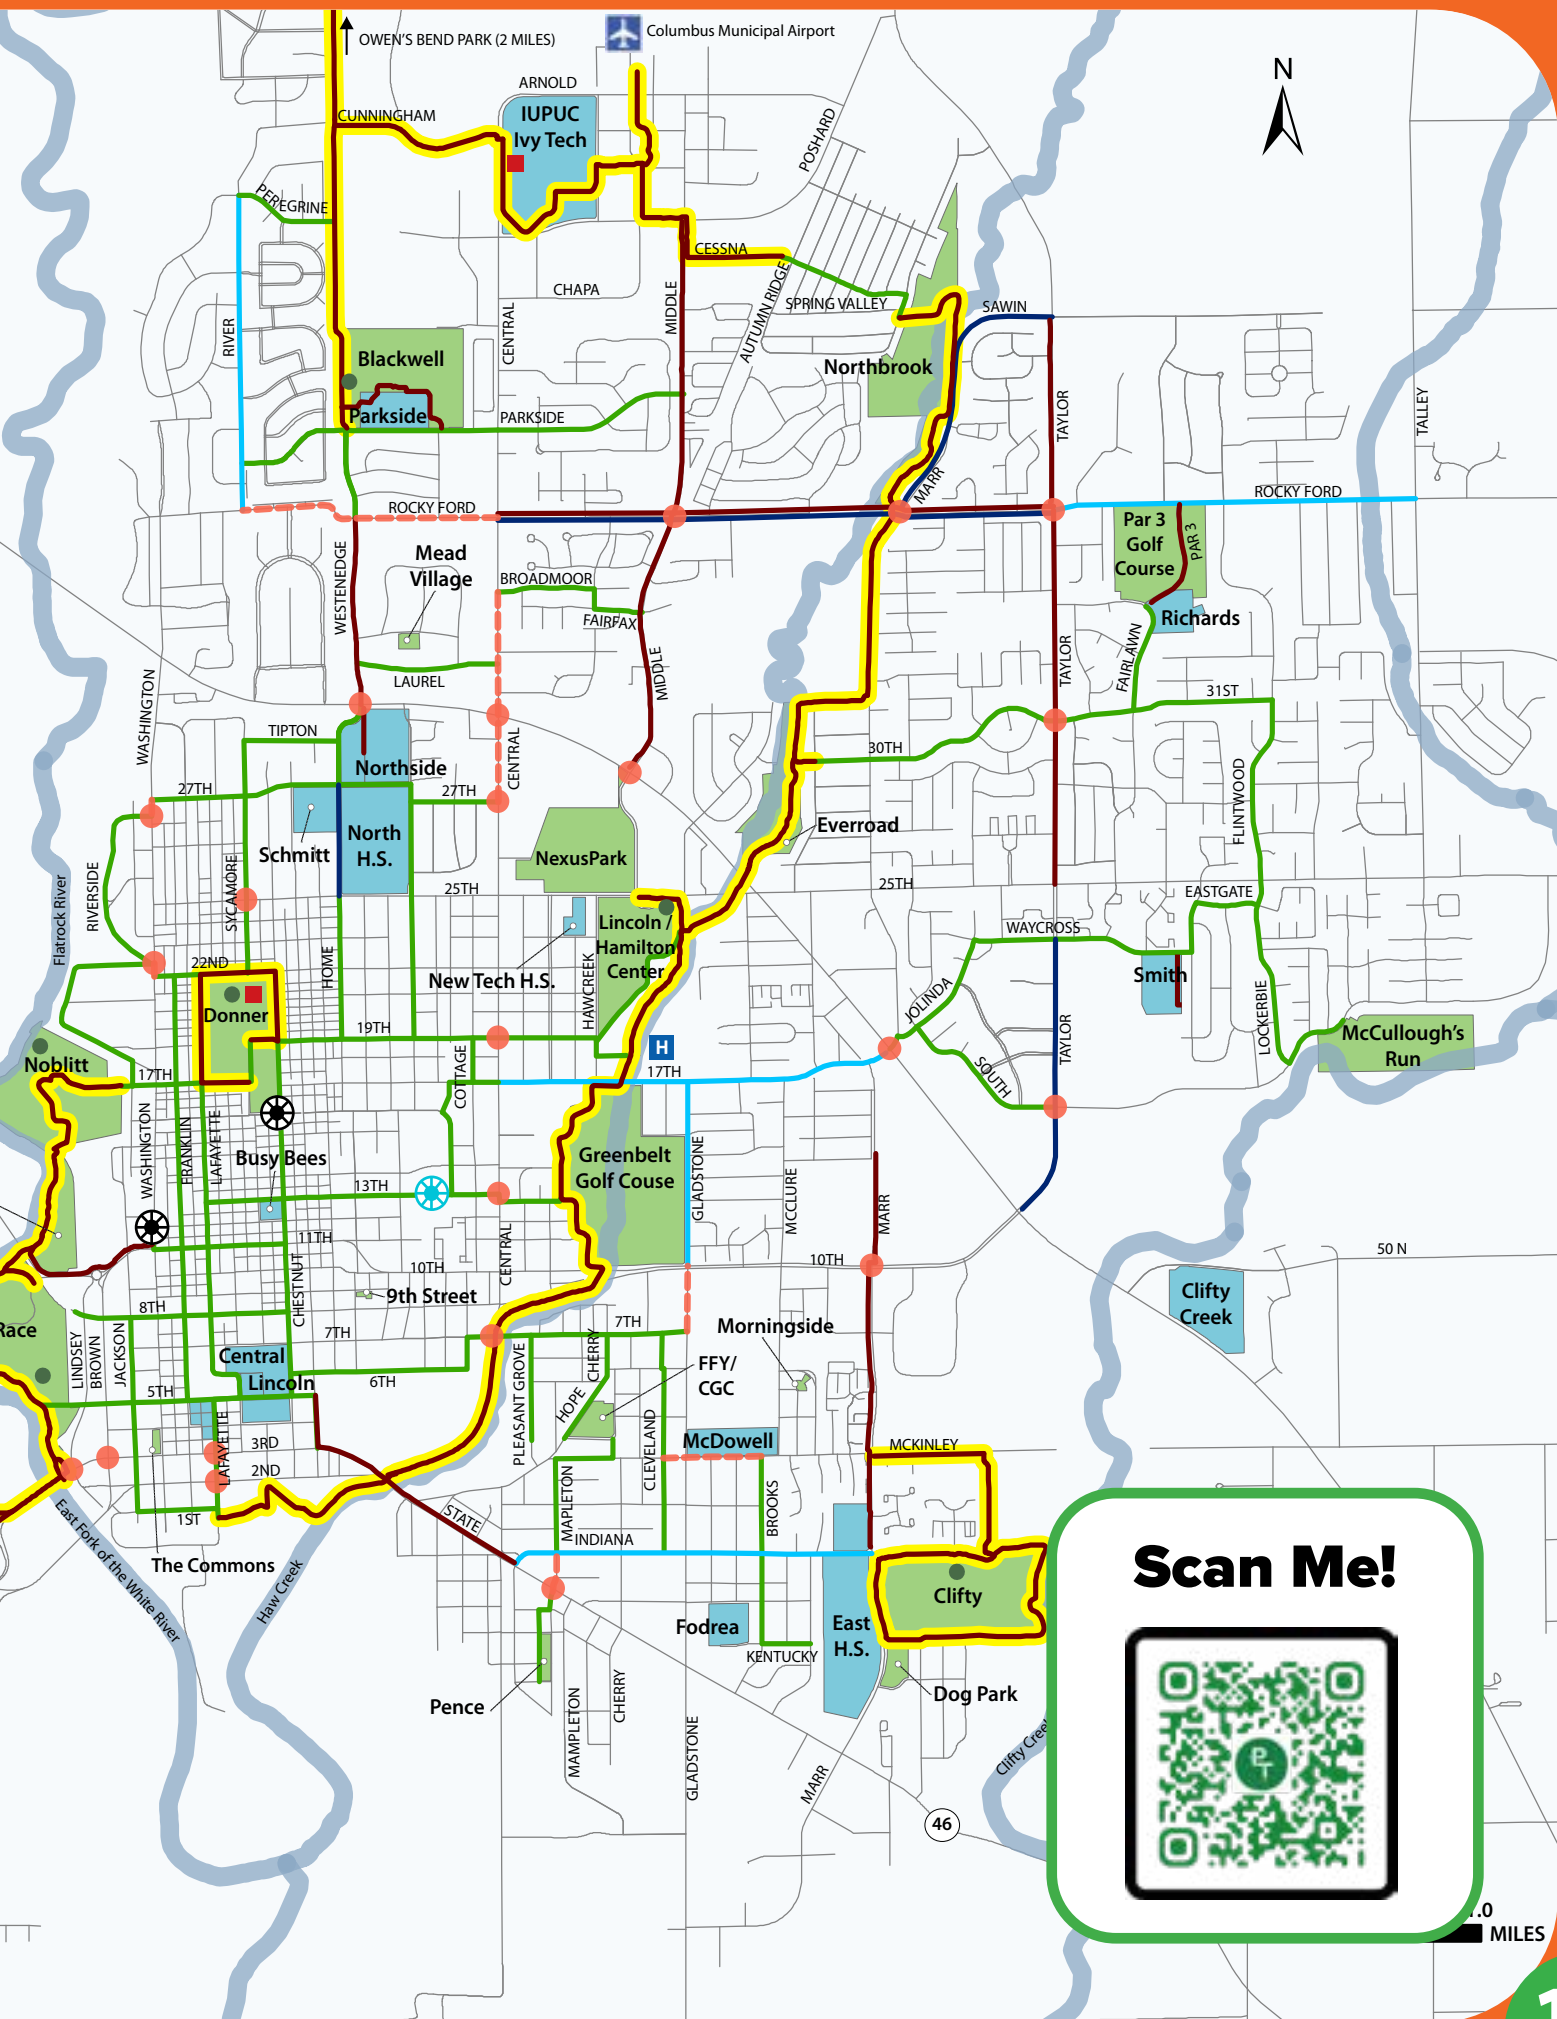 OWEN'S BEND PARK (2 MILES)
Columbus Municipal Airport
N
ARNOLD
CUNNINGHAM
IUPUC
Ivy Tech
POSHARD
PEREGRINE
CESSNA
CHAPA
SPRING VALLEY
SAWIN
RIVER
CENTRAL
MIDDLE
AUTUMN RIDGE
Blackwell
Northbrook
Parkside
PARKSIDE
TAYLOR
TALLEY
MARR
ROCKY FORD
ROCKY FORD
Par 3
Golf
Course
PAR 3
Mead
Village
WESTENEDGE
BROADMOOR
FAIRFAX
Richards
FAIRLAWN
TAYLOR
MIDDLE
LAUREL
31ST
WASHINGTON
TIPTON
30TH
CENTRAL
Northside
27TH
27TH
FLINTWOOD
Schmitt
North
H.S.
NexusPark
Everroad
RIVERSIDE
SYCAMORE
25TH
25TH
EASTGATE
Flatrock River
Lincoln /
Hamilton
Center
WAYCROSS
22ND
HOME
New Tech H.S.
HAWCREEK
Smith
JOLINDA
Donner
LOCKERBIE
19TH
H
TAYLOR
McCullough's
Run
Noblitt
17TH
COTTAGE
17TH
SOUTH
WASHINGTON
FRANKLIN
LAFAYETTE
Busy Bees
Greenbelt
Golf Couse
GLADSTONE
13TH
MCCLURE
MARR
11TH
CENTRAL
10TH
10TH
50 N
CHESTNUT
9th Street
Clifty
Creek
8TH
7TH
7TH
Morningside
Race
LINDSEY
BROWN
JACKSON
Central
Lincoln
6TH
PLEASANT GROVE
CHERRY
FFY/
CGC
5TH
HOPE
LAFAYETTE
3RD
CLEVELAND
McDowell
MCKINLEY
2ND
1ST
STATE
MAPLETON
BROOKS
INDIANA
East Fork of the White River
The Commons
Haw Creek
Clifty
Fodrea
East
H.S.
KENTUCKY
Pence
CHERRY
Dog Park
MAMPLETON
GLADSTONE
MARR
Clifty Creek
46
Scan Me!
PT
1.0
MILES
1